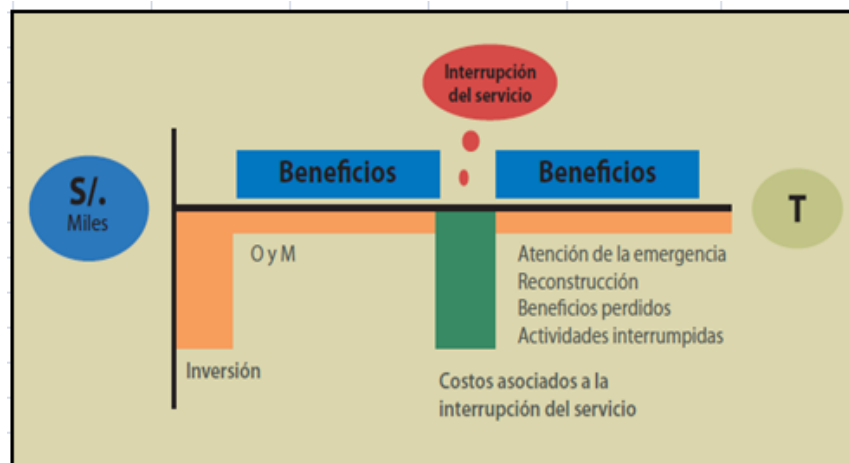 Interrupción
del servicio
Beneficios
Beneficios
S/.
Miles
T
O y M
Atención de la emergencia
Reconstrucción
Beneficios perdidos
Actividades interrumpidas
Inversión
Costos asociados a la
interrupción del servicio